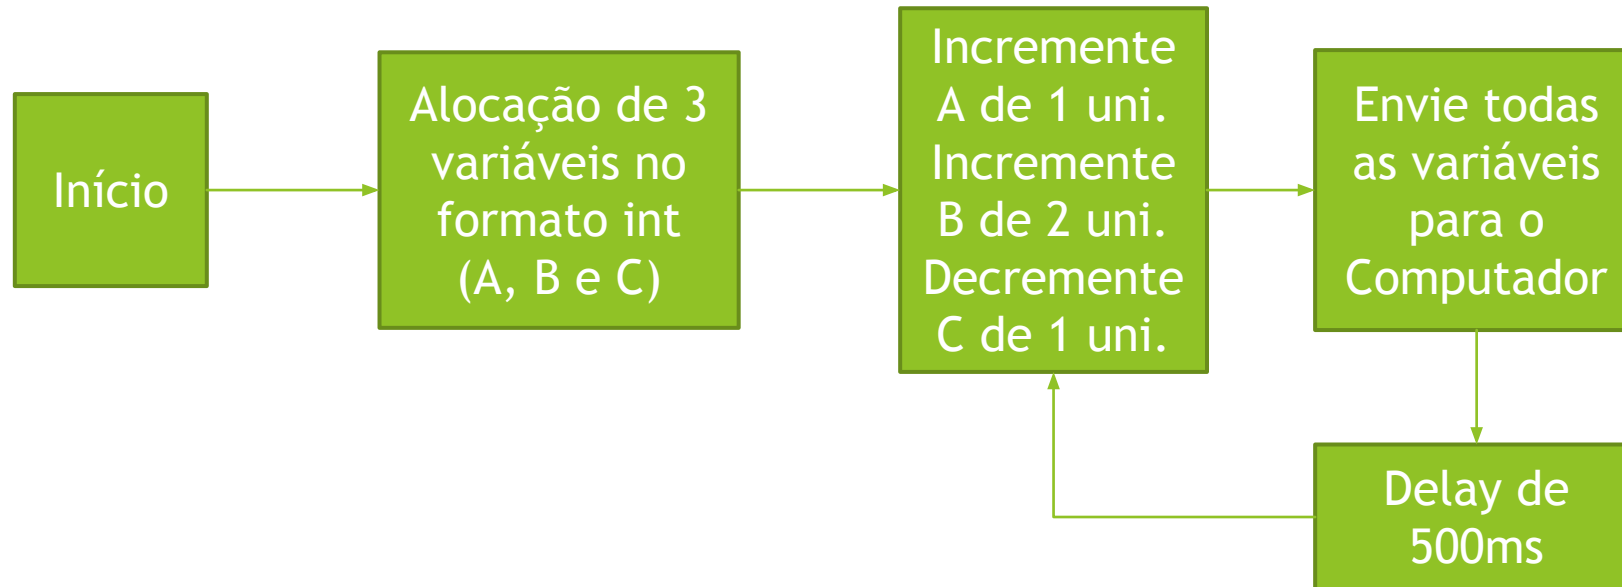 Início
Alocação de 3
variáveis no
formato int
(A, B e C)
Incremente
A de 1 uni.
Incremente
B de 2 uni.
Decremente
C de 1 uni.
Envie todas
as variáveis
para o
Computador
Delay de
500ms